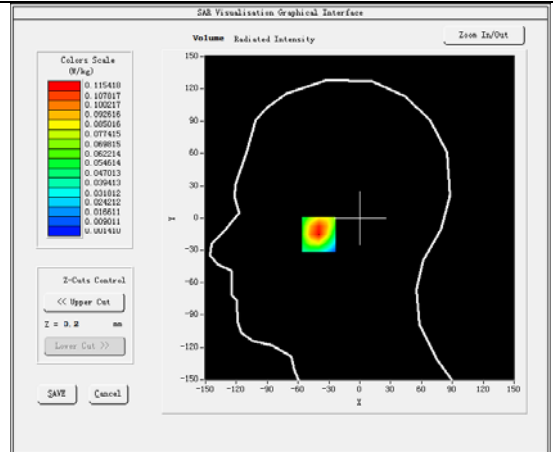 SAR Visualisation Graphical Interface
Volume Radiated Intensity
Zoom In/Out
Colors Scale
(W/kg)
0.115418
0.107817
0.100217
0.092616
0.085016
0.077415
0.069815
0.062214
0.054614
0.047013
0.039413
0.031812
0.024212
0.016611
0.009011
0.001410
Z-Cuts Control
<< Upper Cut
Z = 0.2 mm
Lower Cut >>
SAVE Cancel
150
90
60
30
0
-30
-60
-90
-150
Y
-150 -120 -90 -60 -30 0 30 60 90 120 150
X